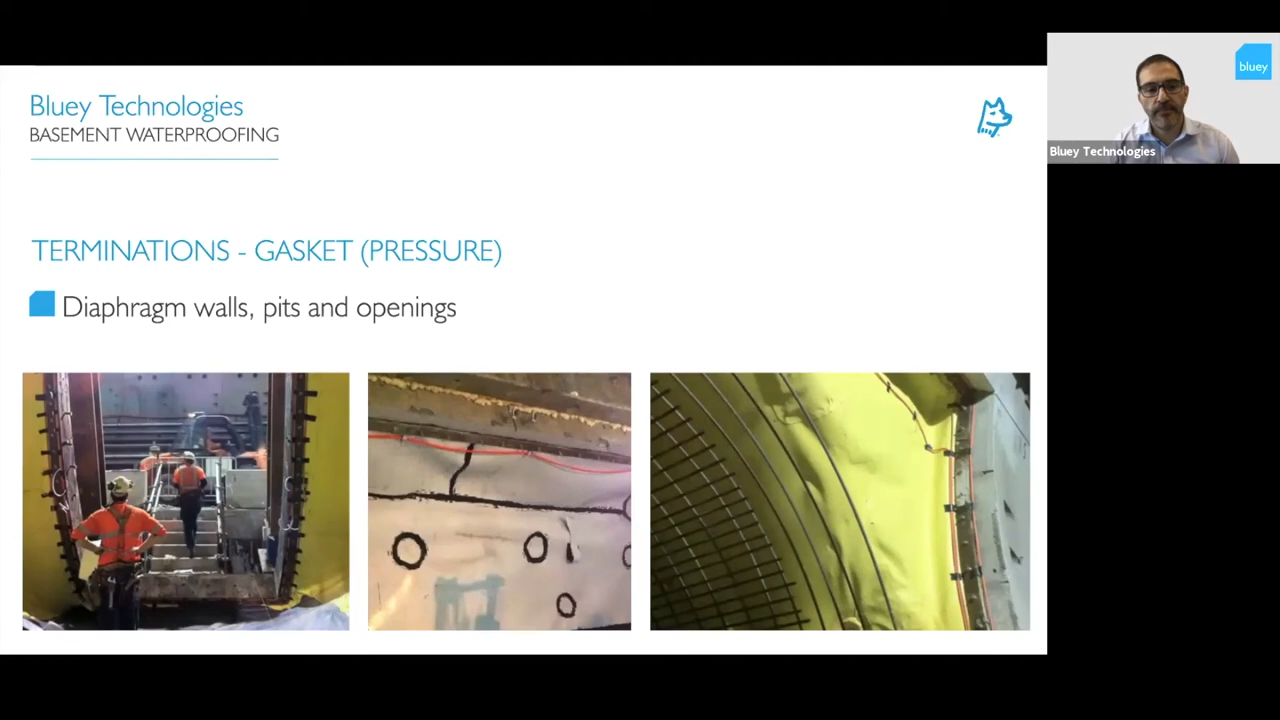 Bluey Technologies
BASEMENT WATERPROOFING
TERMINATIONS - GASKET (PRESSURE)
Diaphragm walls, pits and openings
bluey
Bluey Technologies